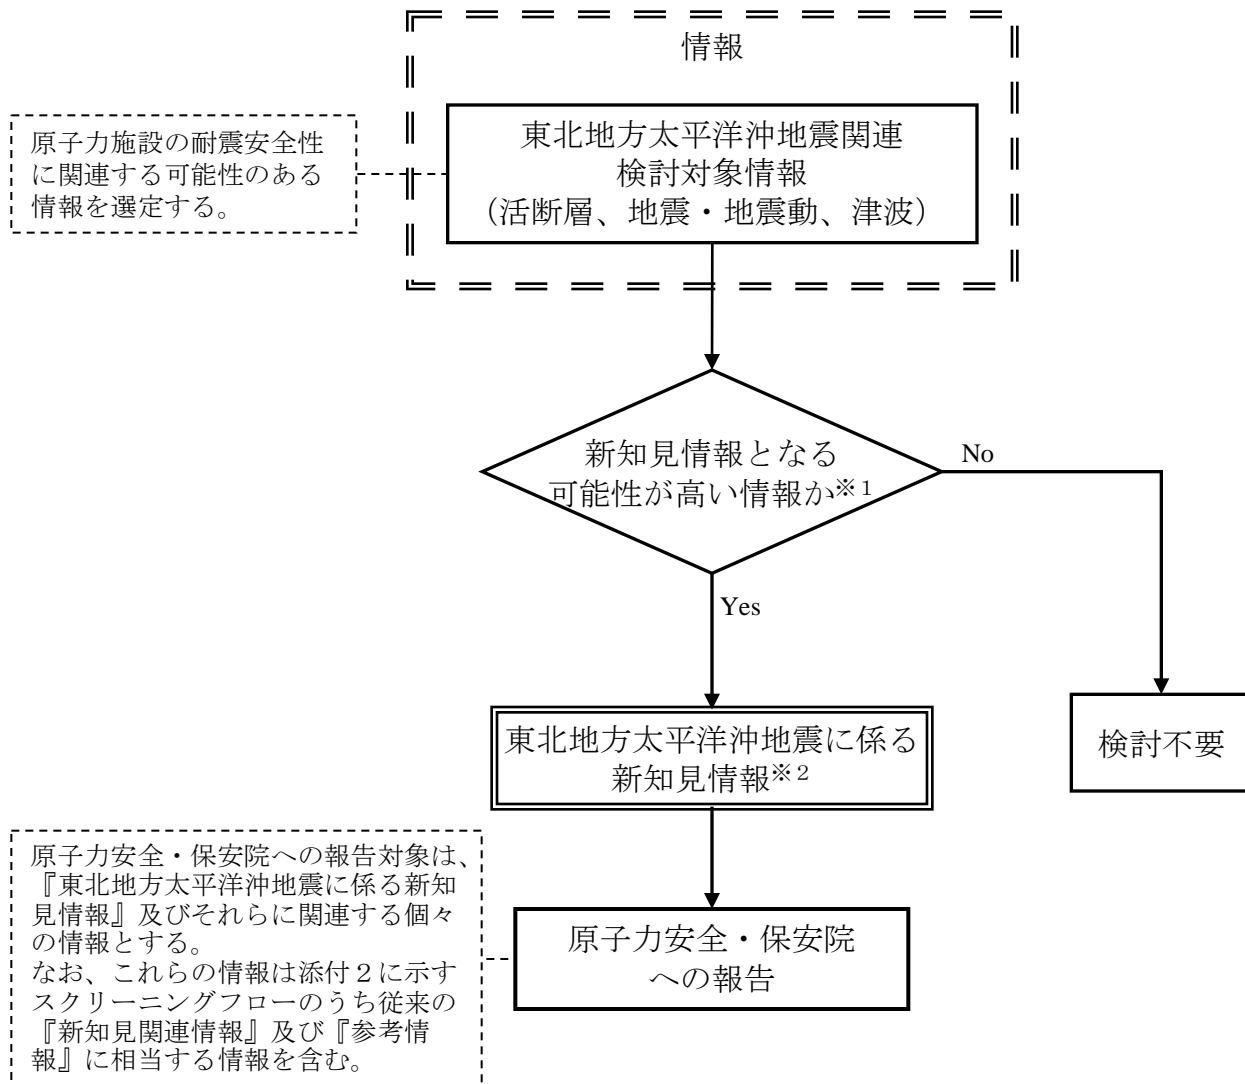 情報
原子力施設の耐震安全性
に関連する可能性のある
情報を選定する。
東北地方太平洋沖地震関連
検討対象情報
（活断層、地震・地震動、津波）
新知見情報となる
可能性が高い情報か※1
No
Yes
東北地方太平洋沖地震に係る
新知見情報※2
検討不要
原子力安全・保安院への報告対象は、
『東北地方太平洋沖地震に係る新知
見情報』及びそれらに関連する個々
の情報とする。
なお、これらの情報は添付２に示す
スクリーニングフローのうち従来の
『新知見関連情報』及び『参考情
報』に相当する情報を含む。
原子力安全・保安院
への報告